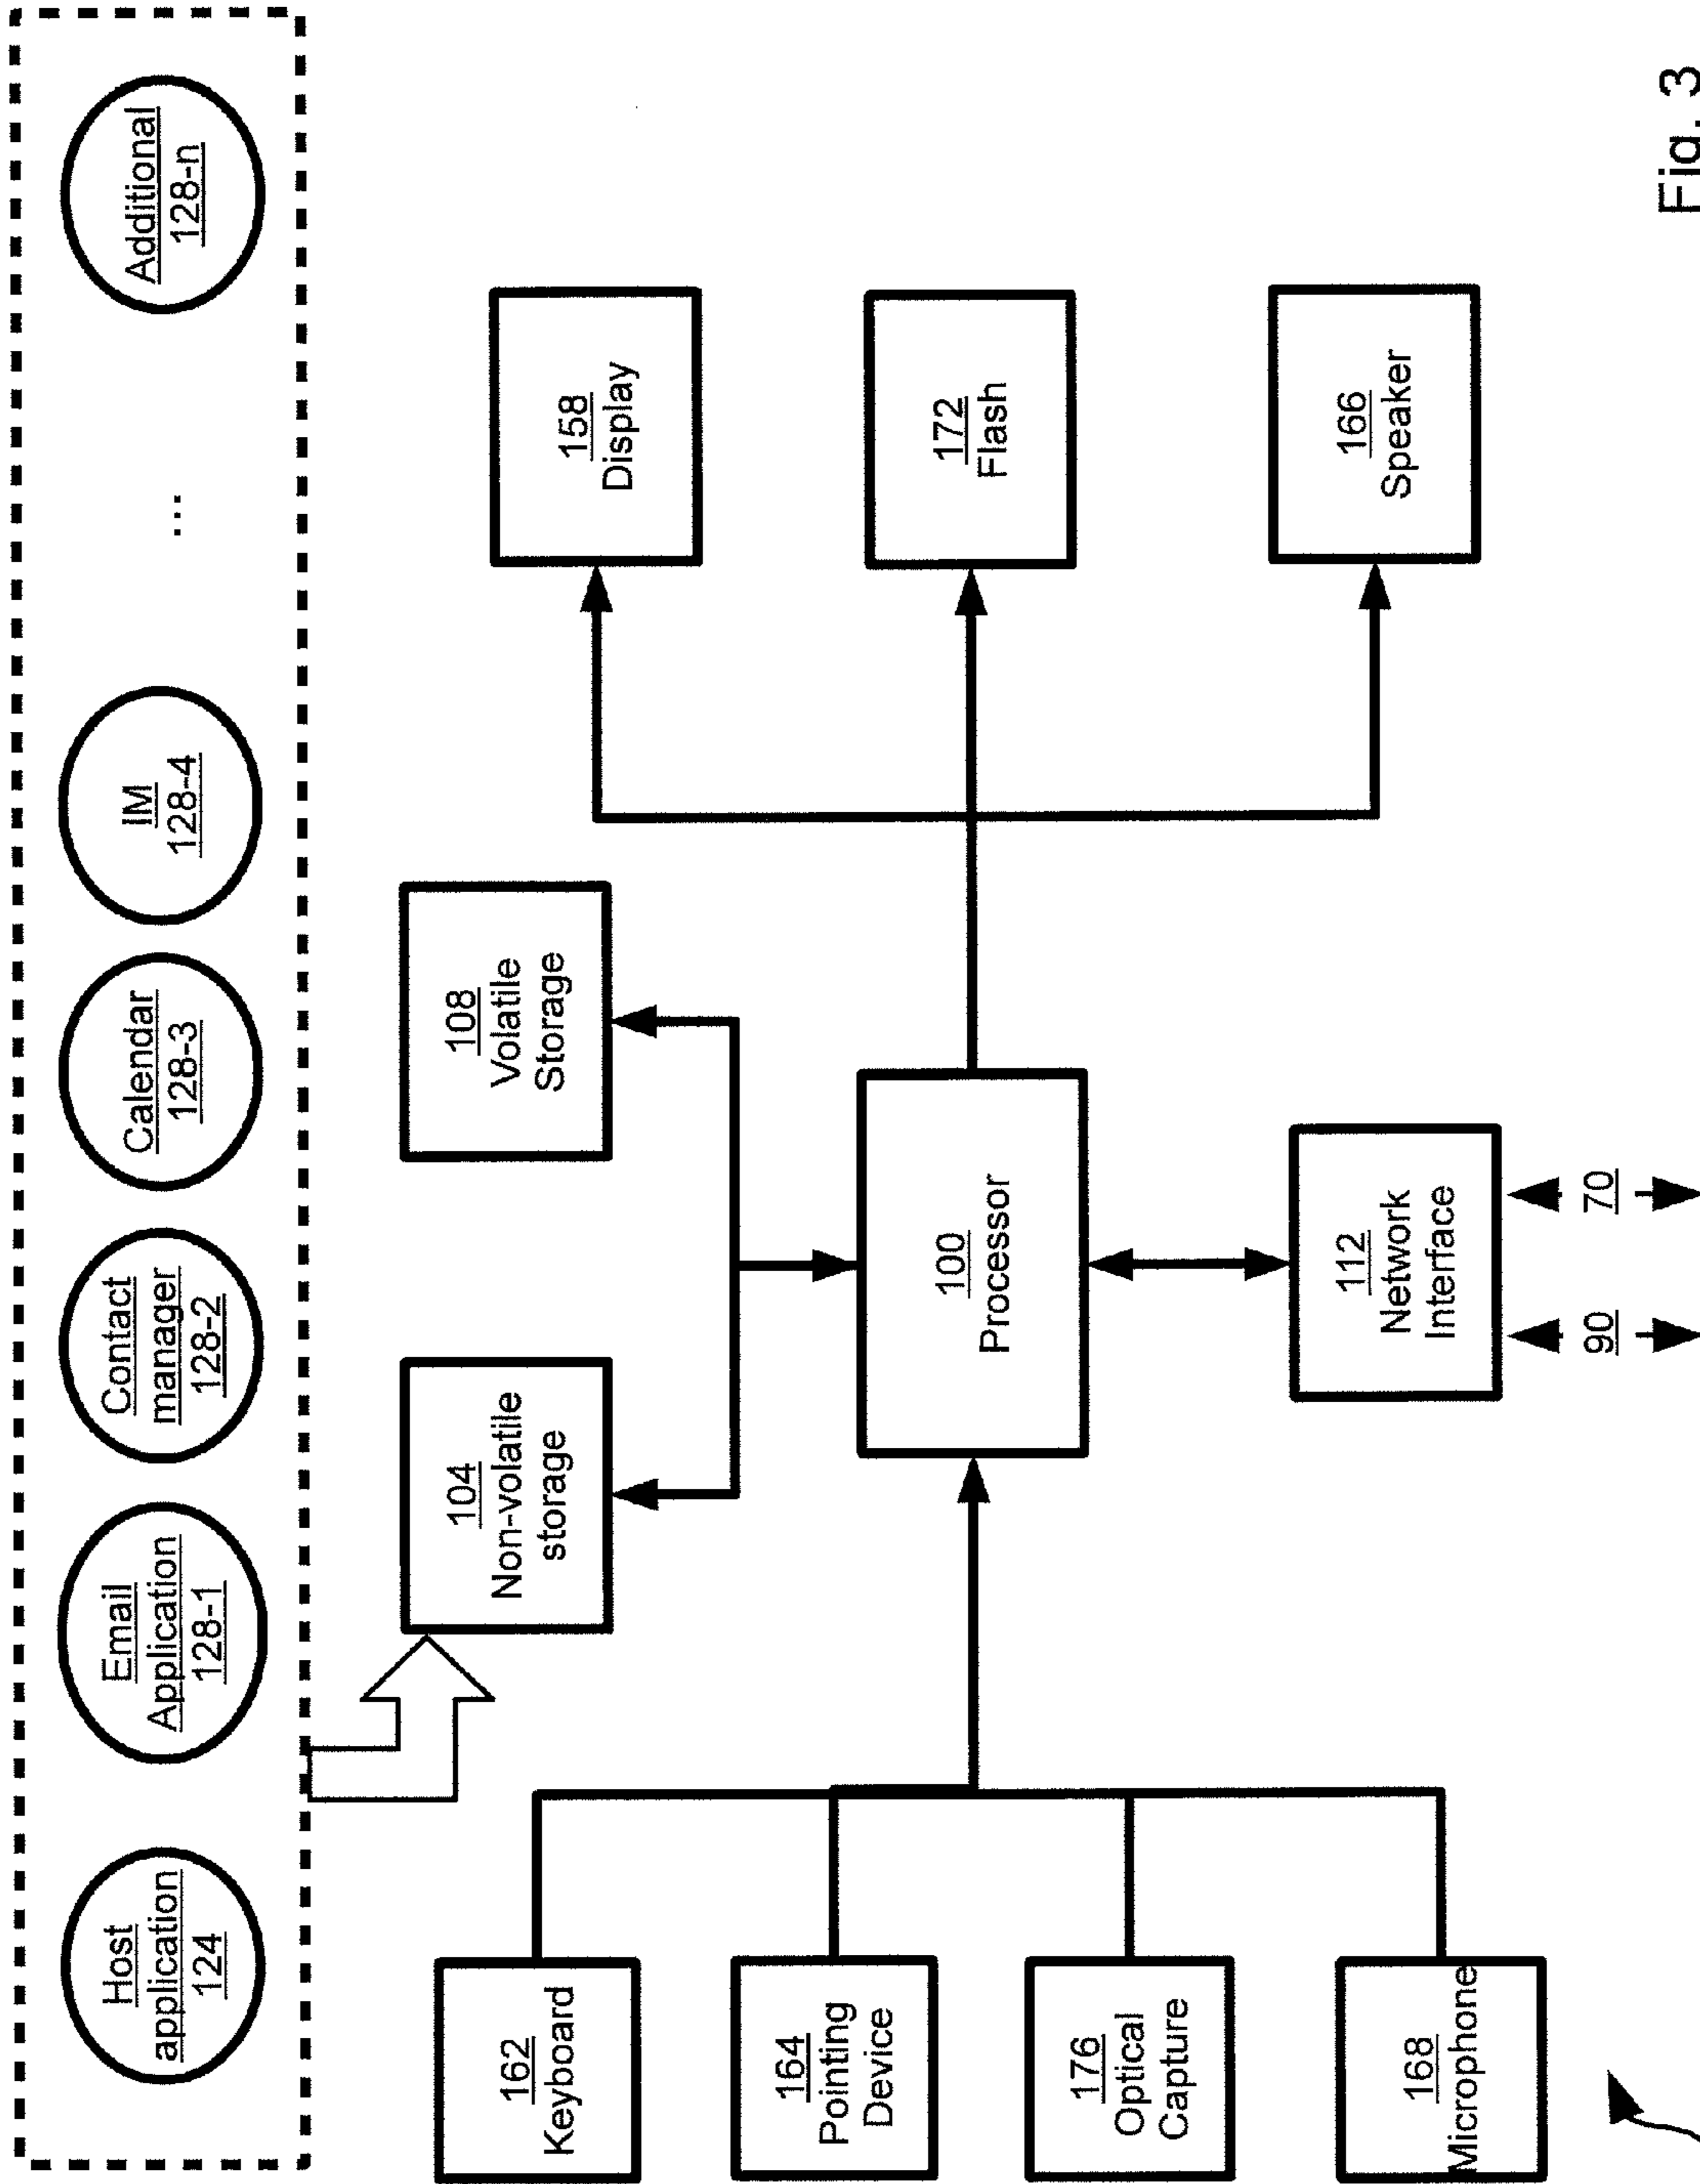 Host
application
124
Email
Application
128-1
Contact
manager
128-2
Calendar
128-3
IM
128-4
...
Additional
128-n
104
Non-volatile
storage
108
Volatile
Storage
162
Keyboard
164
Pointing
Device
176
Optical
Capture
168
Microphone
100
Processor
158
Display
172
Flash
166
Speaker
112
Network
Interface
90
70
Fig. 3